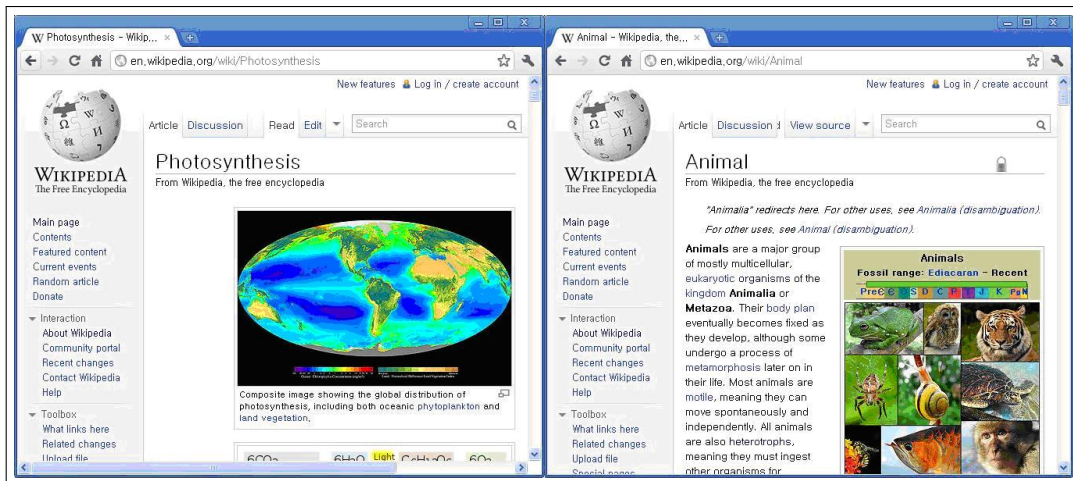 W Photosynthesis - Wikip...
en.wikipedia.org/wiki/Photosynthesis
New features Log in / create account
Article Discussion Read Edit Search
WIKIPEDIA
The Free Encyclopedia
Main page
Contents
Featured content
Current events
Random article
Donate
Interaction
About Wikipedia
Community portal
Recent changes
Contact Wikipedia
Help
Toolbox
What links here
Related changes
Upload file
Photosynthesis
From Wikipedia, the free encyclopedia
Composite image showing the global distribution of
photosynthesis, including both oceanic phytoplankton and
land vegetation.
Light
W Animal - Wikipedia, the...
en.wikipedia.org/wiki/Animal
New features Log in / create account
Article Discussion View source Search
WIKIPEDIA
The Free Encyclopedia
Main page
Contents
Featured content
Current events
Random article
Donate
Interaction
About Wikipedia
Community portal
Recent changes
Contact Wikipedia
Help
Toolbox
What links here
Related changes
Upload file
Special pages
Animal
From Wikipedia, the free encyclopedia
"Animalia" redirects here. For other uses, see Animalia (disambiguation).
For other uses, see Animal (disambiguation).
Animals are a major group
of mostly multicellular,
eukaryotic organisms of the
kingdom Animalia or
Metazoa. Their body plan
eventually becomes fixed as
they develop, although some
undergo a process of
metamorphosis later on in
their life. Most animals are
motile, meaning they can
move spontaneously and
independently. All animals
are also heterotrophs,
meaning they must ingest
other organisms for
Animals
Fossil range: Ediacaran - Recent
PreЄ Є O S D C P T J K Pg N